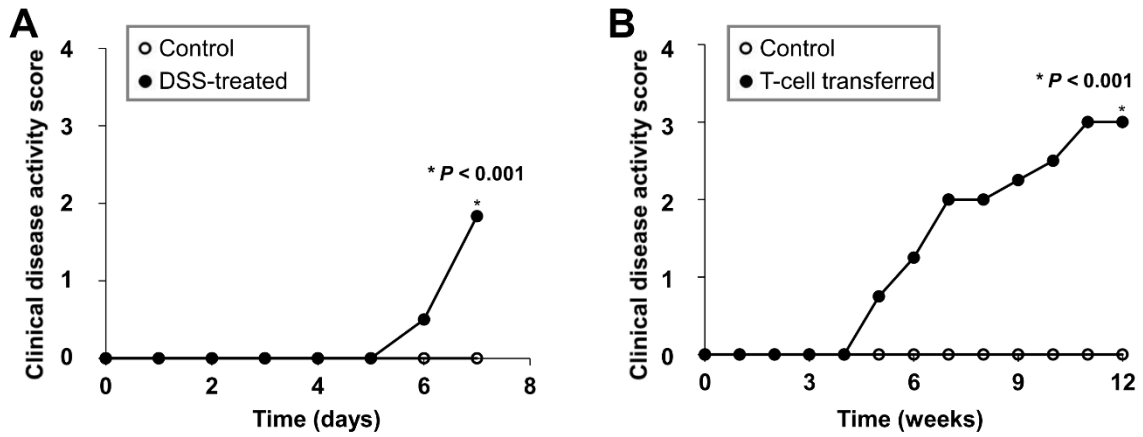 A
Control
DSS-treated
* P < 0.001
*
Clinical disease activity score
4
3
2
1
0
0 2 4 6 8
Time (days)
B
Control
T-cell transferred
* P < 0.001
*
Clinical disease activity score
4
3
2
1
0
0 3 6 9 12
Time (weeks)